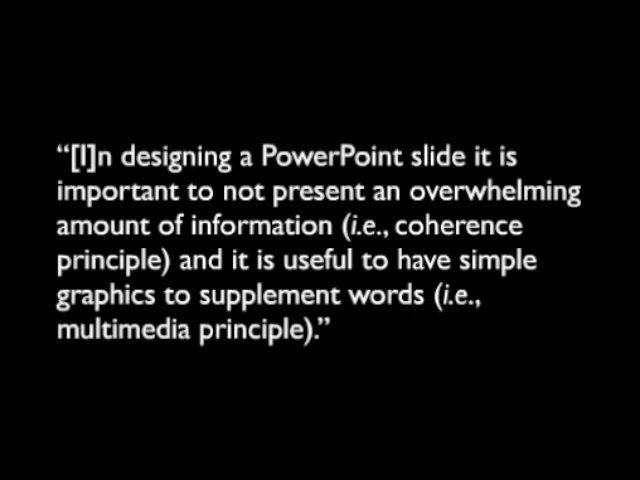 “[I]n designing a PowerPoint slide it is
important to not present an overwhelming
amount of information (i.e., coherence
principle) and it is useful to have simple
graphics to supplement words (i.e.,
multimedia principle).”